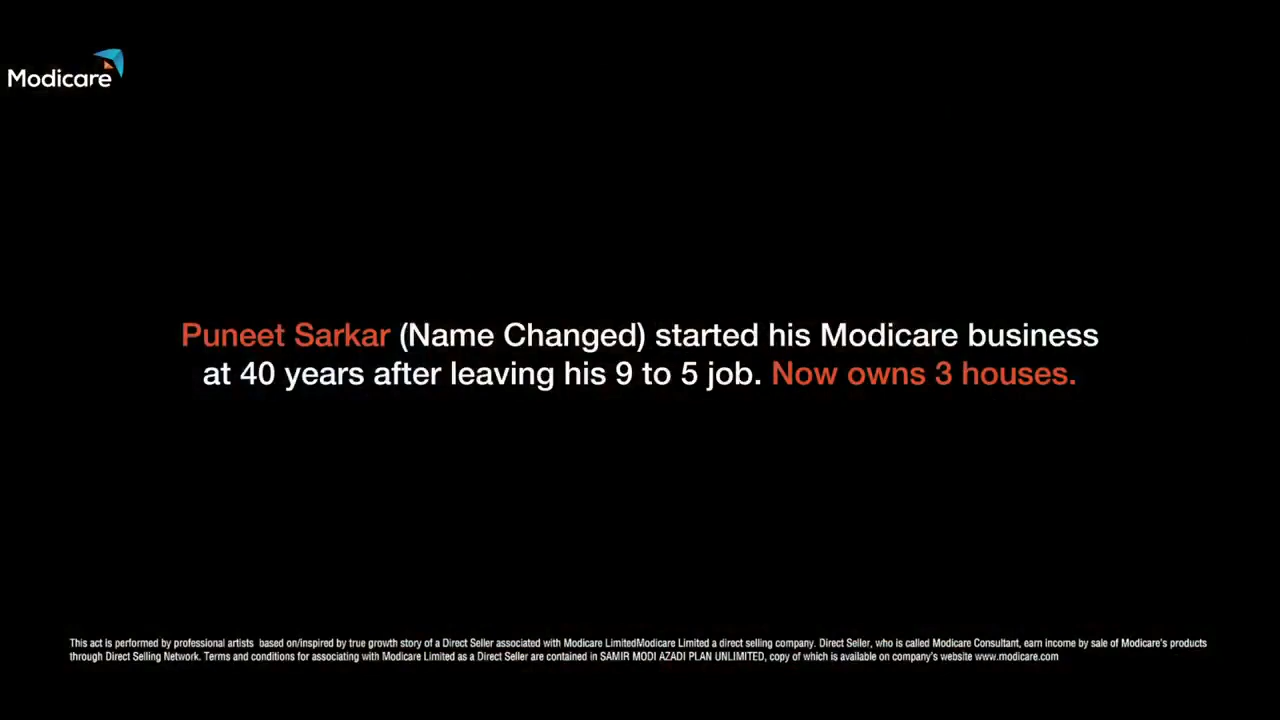 Modicare
Puneet Sarkar (Name Changed) started his Modicare business
at 40 years after leaving his 9 to 5 job. Now owns 3 houses.
This act is performed by professional artists based on/inspired by true growth story of a Direct Seller associated with Modicare LimitedModicare Limited a direct selling company. Direct Seller, who is called Modicare Consultant, earn income by sale of Modicare's products
through Direct Selling Network. Terms and conditions for associating with Modicare Limited as a Direct Seller are contained in SAMIR MODI AZADI PLAN UNLIMITED, copy of which is available on company's website www.modicare.com